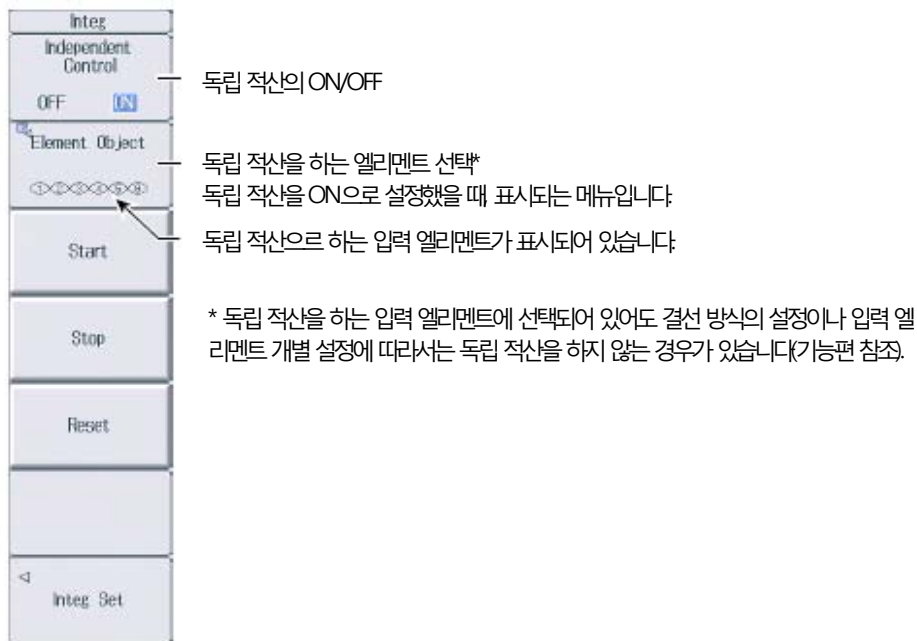 Integ
Independent
Control
OFF ON
독립 적산의 ON/OFF
Element Object
①②③④⑤⑥
독립 적산을 하는 엘리멘트 선택*
독립 적산을 ON으로 설정했을 때, 표시되는 메뉴입니다.
독립 적산으르 하는 입력 엘리멘트가 표시되어 있습니다.
Start
* 독립 적산을 하는 입력 엘리멘트에 선택되어 있어도 결선 방식의 설정이나 입력 엘
리멘트 개별 설정에 따라서는 독립 적산을 하지 않는 경우가 있습니다(기능편 참조).
Stop
Reset
Integ Set